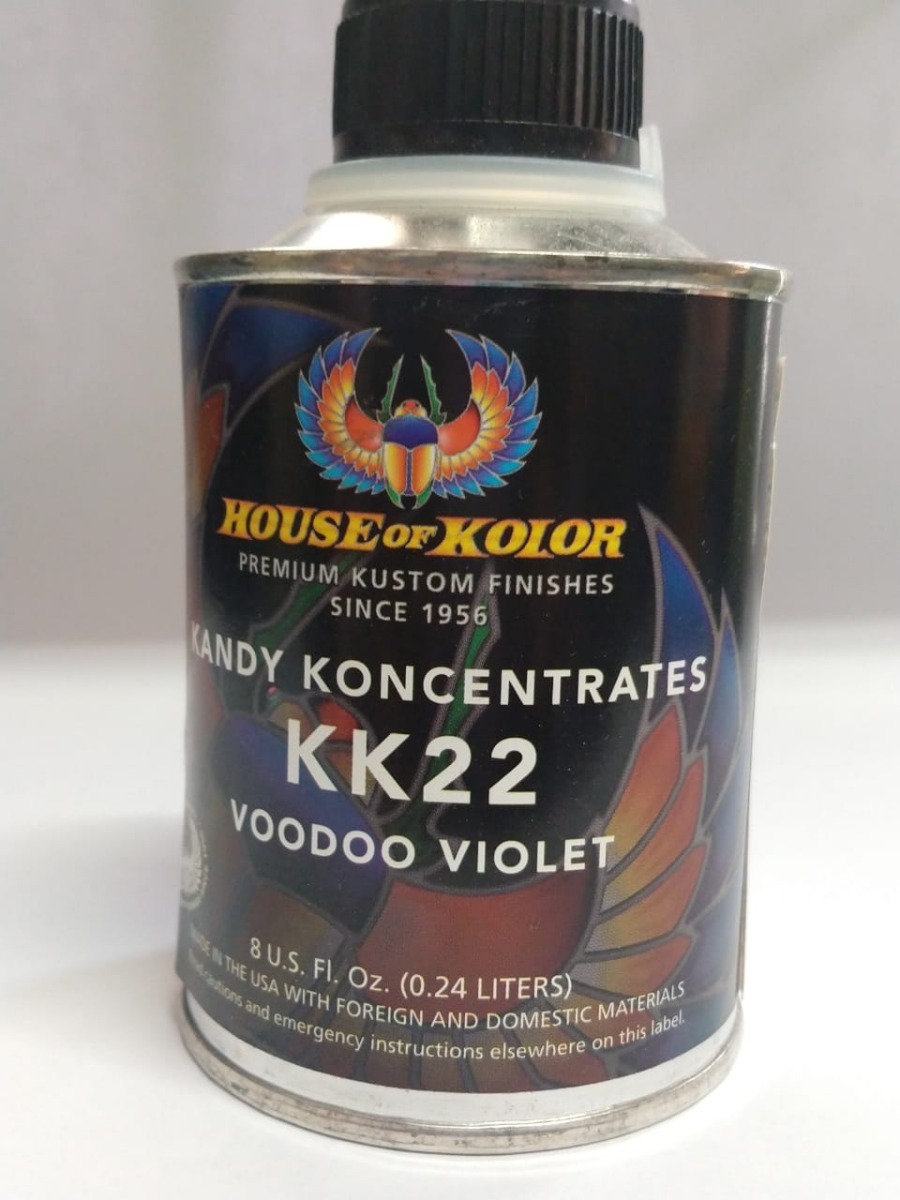 HOUSE OF KOLOR
PREMIUM KUSTOM FINISHES
SINCE 1956
KANDY KONCENTRATES
KK22
VOODOO VIOLET
8 U.S. Fl. Oz. (0.24 LITERS)
MADE IN THE USA WITH FOREIGN AND DOMESTIC MATERIALS
and emergency instructions elsewhere on this label.